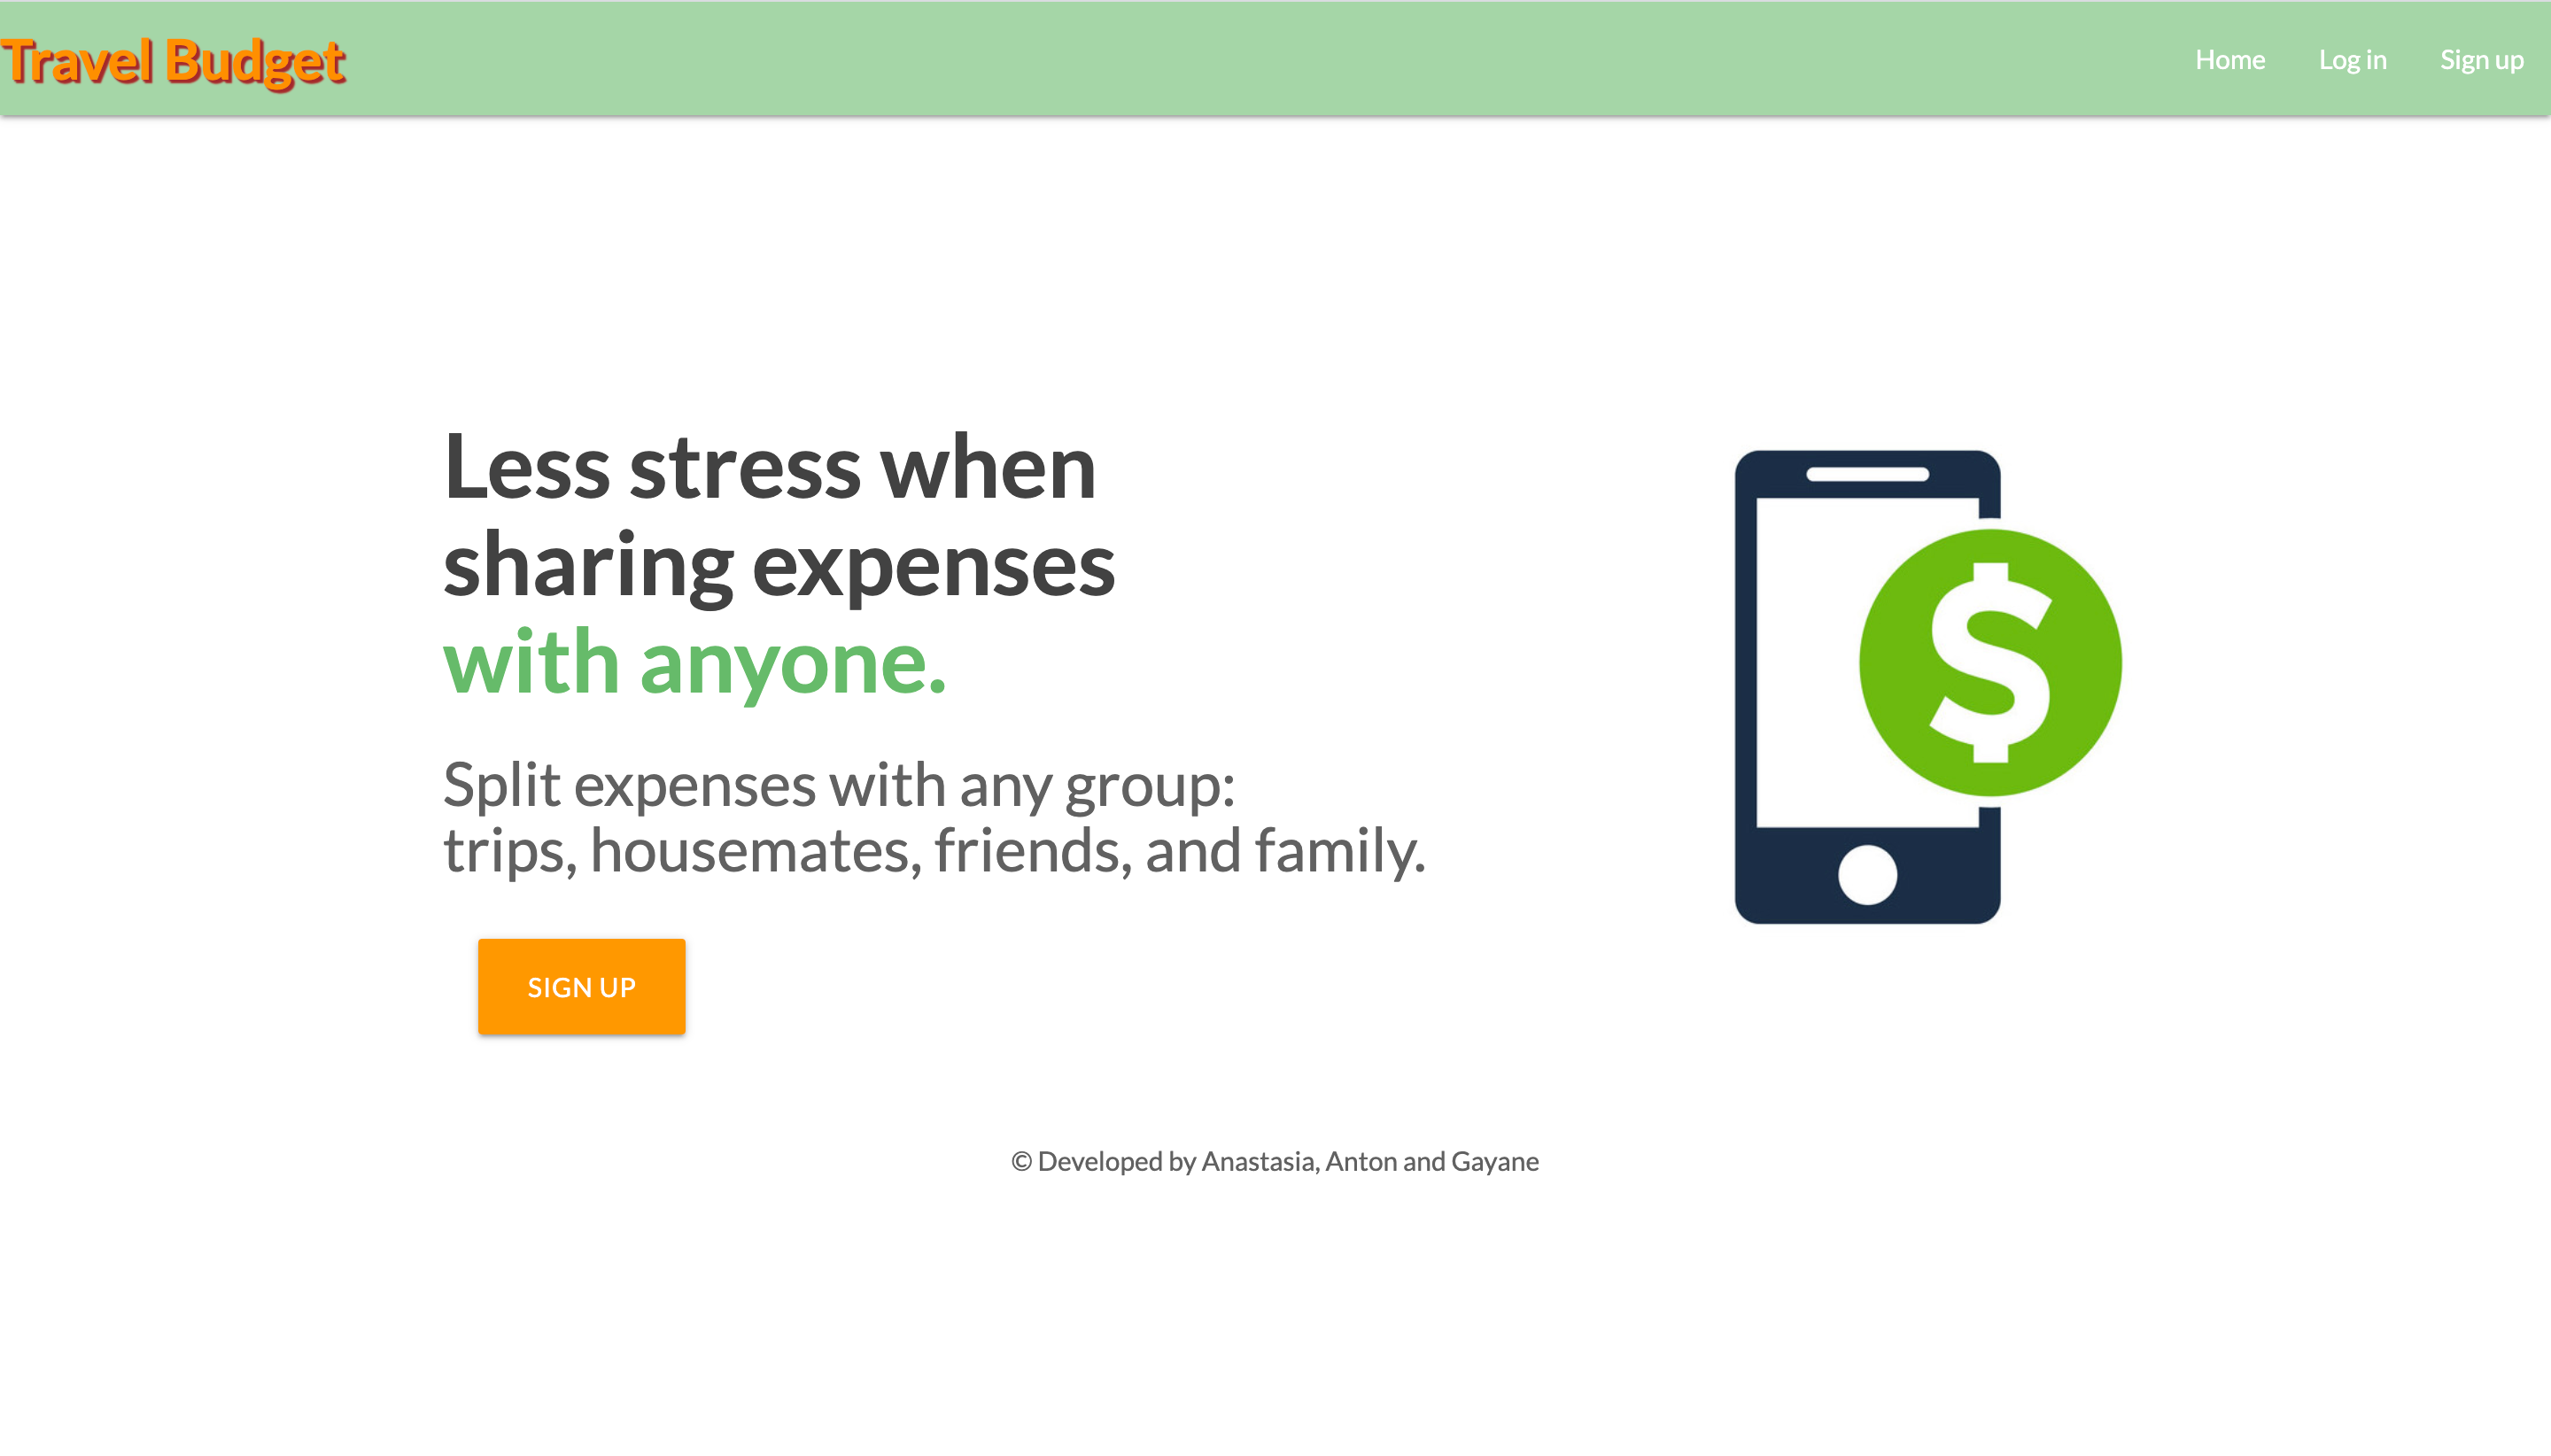 Travel Budget
Home Log in Sign up
Less stress when
sharing expenses
with anyone.
Split expenses with any group:
trips, housemates, friends, and family.
$
SIGN UP
© Developed by Anastasia, Anton and Gayane